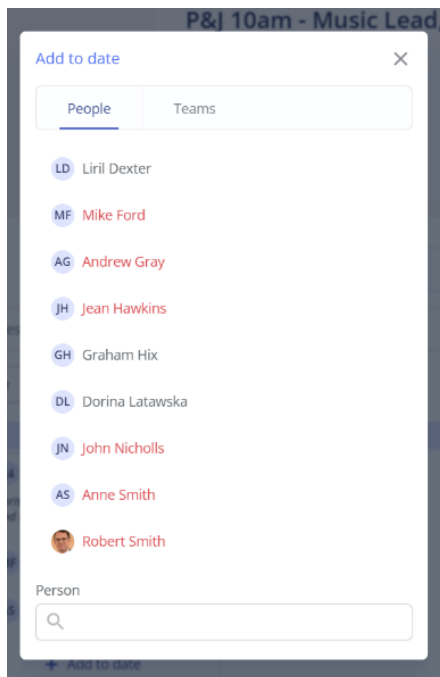 P&J 10am - Music Lead,
Add to date
People Teams
LD Liril Dexter
MF Mike Ford
AG Andrew Gray
JH Jean Hawkins
GH Graham Hix
DL Dorina Latawska
JN John Nicholls
AS Anne Smith
Robert Smith
Person
+ Add to date